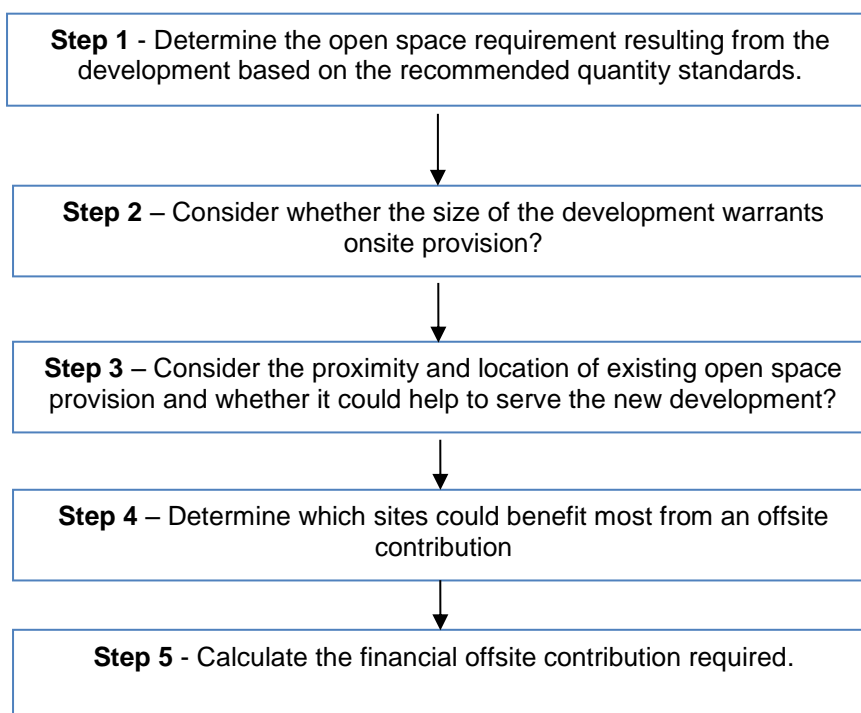 Step 1 - Determine the open space requirement resulting from the
development based on the recommended quantity standards.
Step 2 – Consider whether the size of the development warrants
onsite provision?
Step 3 – Consider the proximity and location of existing open space
provision and whether it could help to serve the new development?
Step 4 – Determine which sites could benefit most from an offsite
contribution
Step 5 - Calculate the financial offsite contribution required.